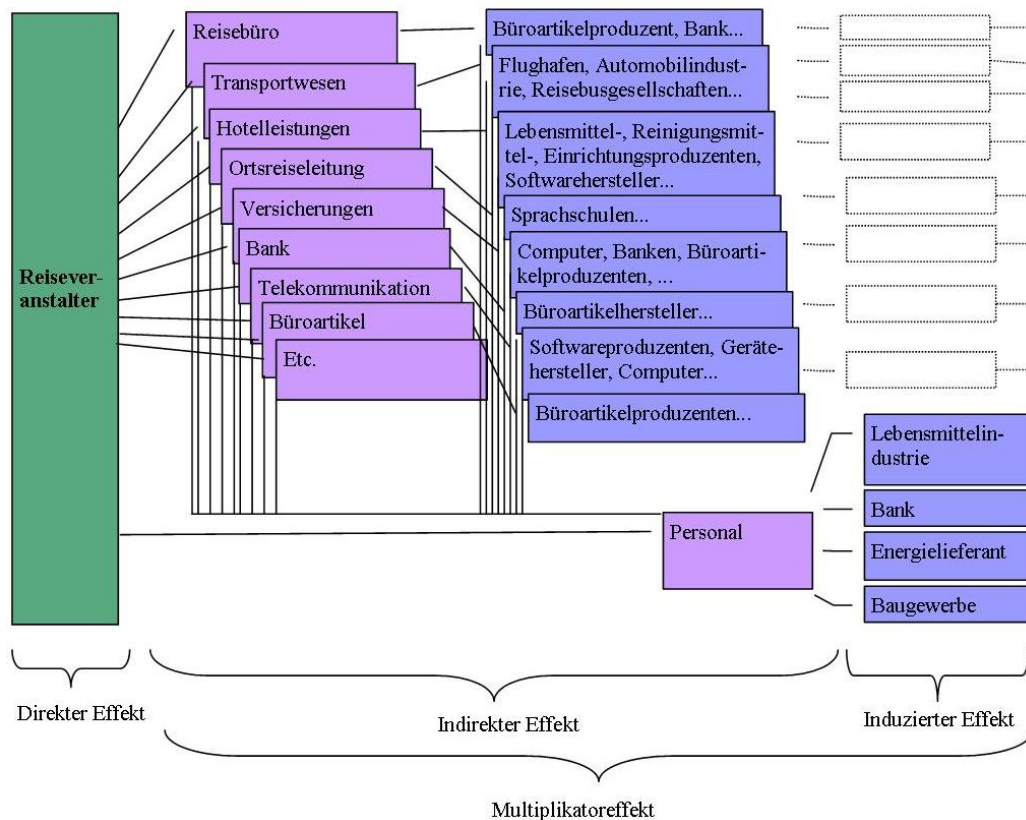 Reisever-
anstalter
Reisebüro
Transportwesen
Hotelleistungen
Ortsreiseleitung
Versicherungen
Bank
Telekommunikation
Büroartikel
Etc.
Büroartikelproduzent, Bank...
Flughafen, Automobilindust-
rie, Reisebusgesellschaften...
Lebensmittel-, Reinigungsmit-
tel-, Einrichtungsproduzenten,
Softwarehersteller...
Sprachschulen...
Computer, Banken, Büroarti-
kelproduzenten, ...
Büroartikelhersteller...
Softwareproduzenten, Geräte-
hersteller, Computer...
Büroartikelproduzenten...
Personal
Lebensmittelin-
dustrie
Bank
Energielieferant
Baugewerbe
Direkter Effekt
Indirekter Effekt
Induzierter Effekt
Multiplikatoreffekt